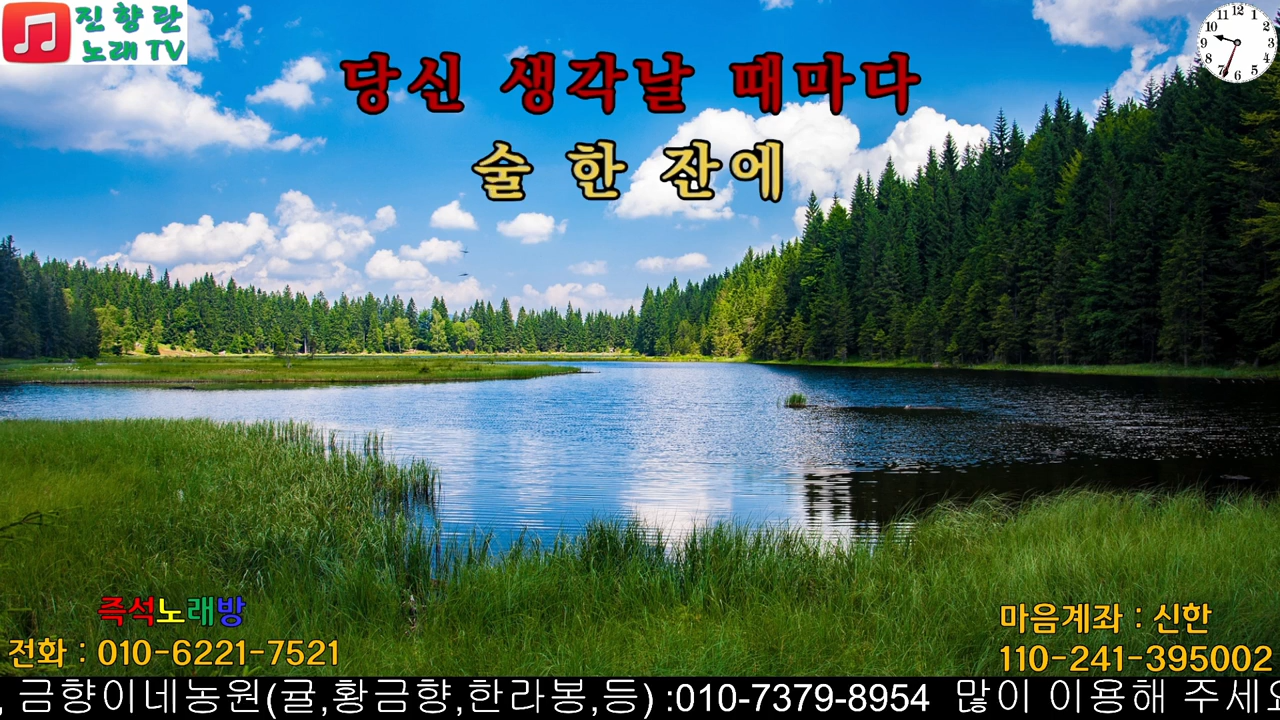 진향란
노래 TV
당신 생각날 때마다
술 한 잔에
즉석노래방
전화 : 010-6221-7521
마음계좌 : 신한
110-241-395002
, 금향이네농원(귤,황금향,한라봉,등) :010-7379-8954 많이 이용해 주세요